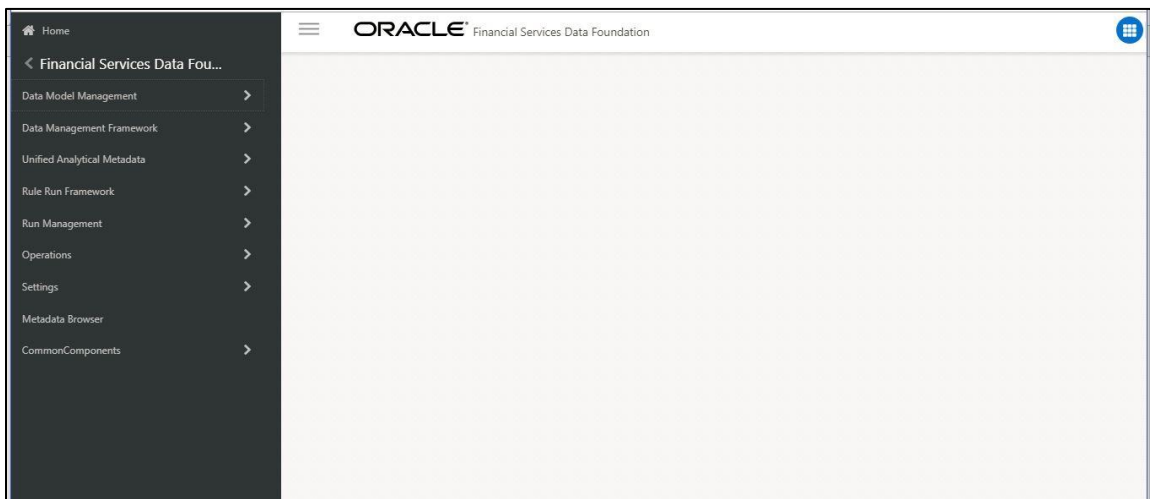 Home
Financial Services Data Fou...
Data Model Management
Data Management Framework
Unified Analytical Metadata
Rule Run Framework
Run Management
Operations
Settings
Metadata Browser
CommonComponents
ORACLE® Financial Services Data Foundation